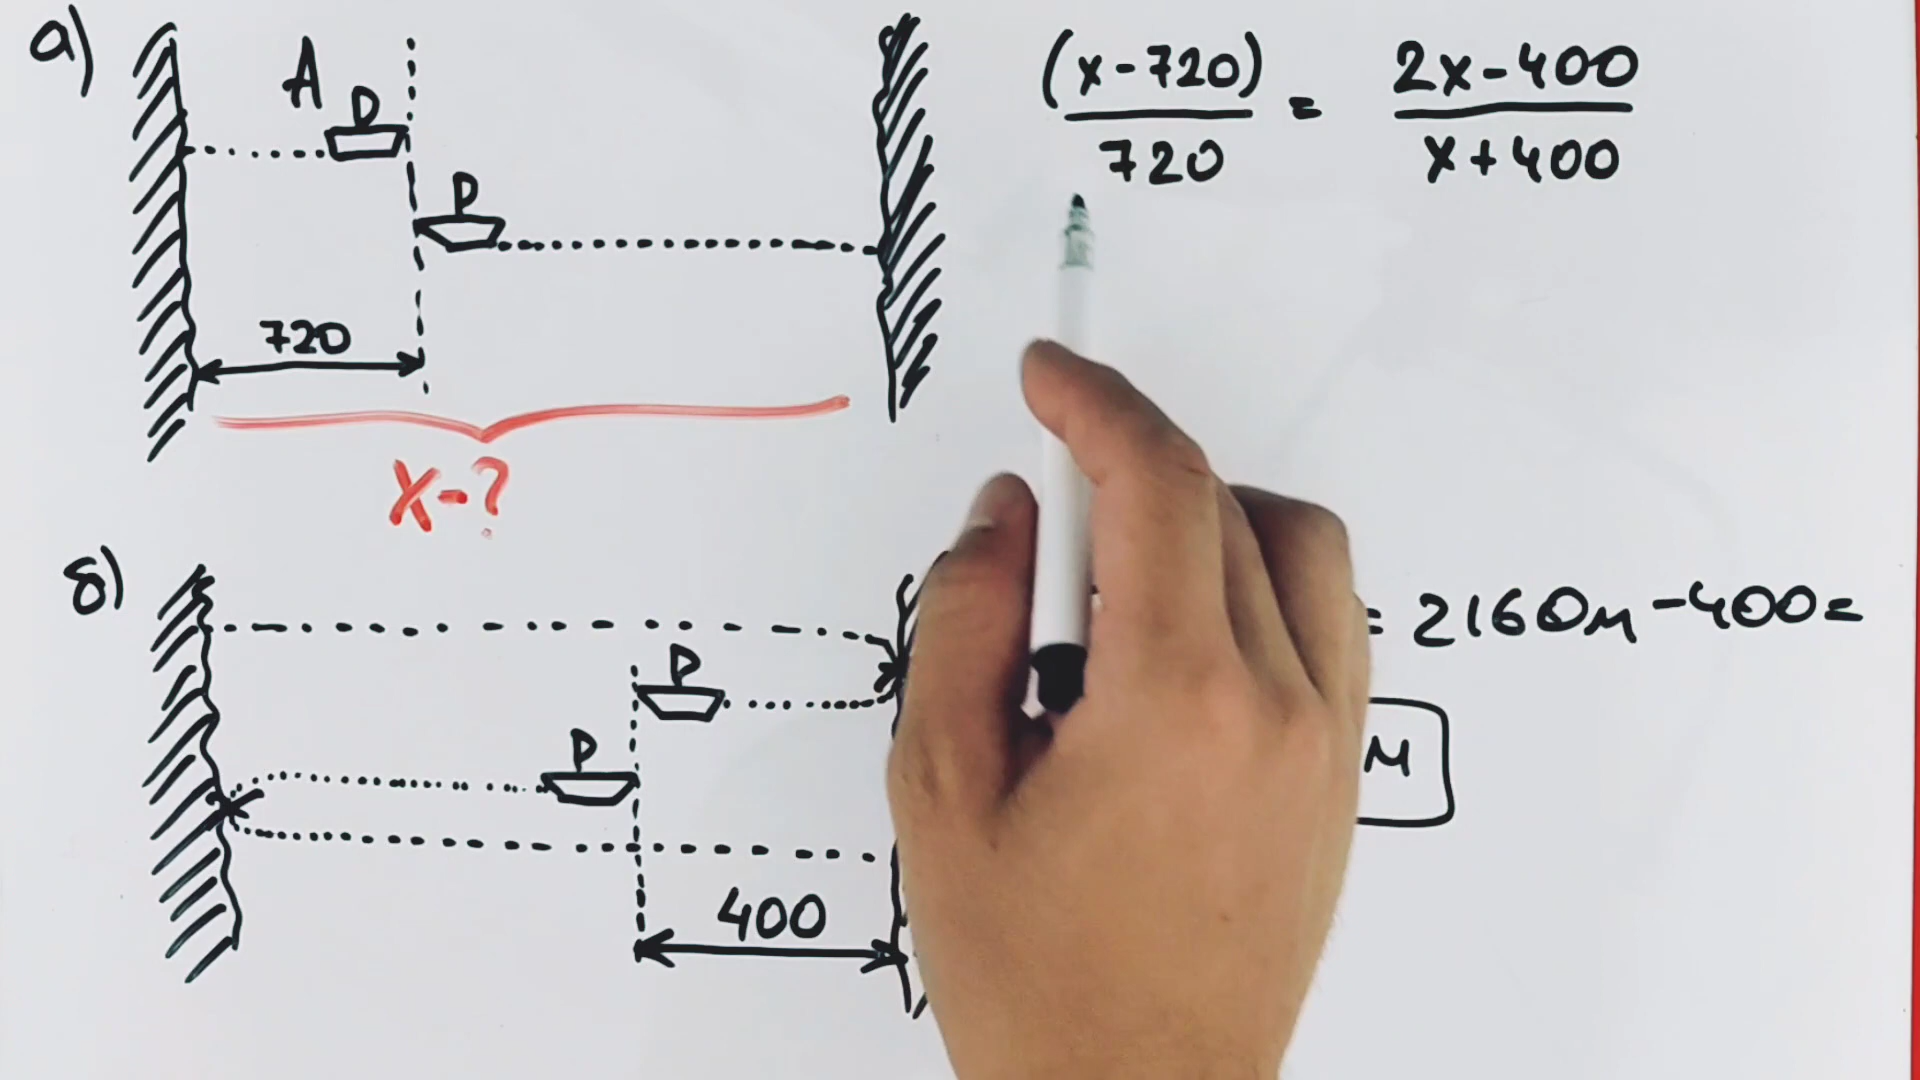 а)
А
(x-720)/720 = 2x-400/x+400
720
x-?
б)
= 2160м -400=
М
400